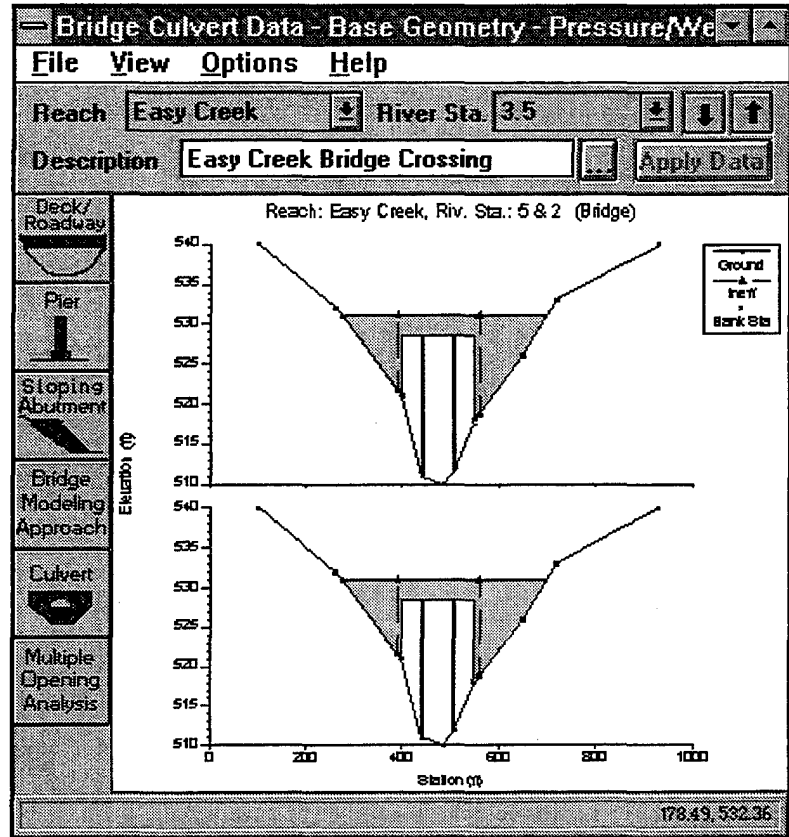 Bridge Culvert Data - Base Geometry - Pressure/We
File View Options Help
Reach Easy Creek River Sta. 3.5
Description Easy Creek Bridge Crossing ... Apply Data
Deck/
Roadway
Pier
Sloping
Abutment
Bridge
Modeling
Approach
Culvert
Multiple
Opening
Analysis
Reach: Easy Creek, Riv. Sta.: 5 & 2 (Bridge)
Elevation (ft)
540
535
530
525
520
515
510
Ground
Ineff
Bank Sta
540
535
530
525
520
515
510
0 200 400 600 800 1000
Station (ft)
178.49, 532.36